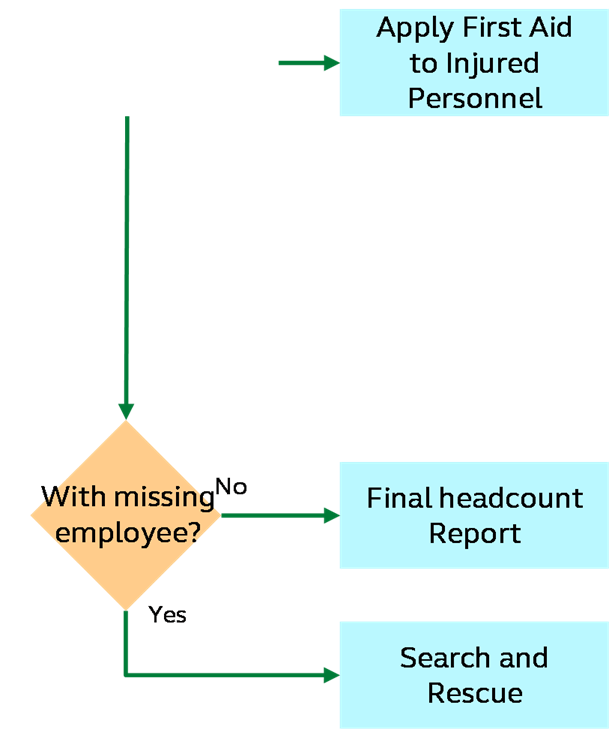 Apply First Aid
to Injured
Personnel
With missing
employee?
No
Final headcount
Report
Yes
Search and
Rescue